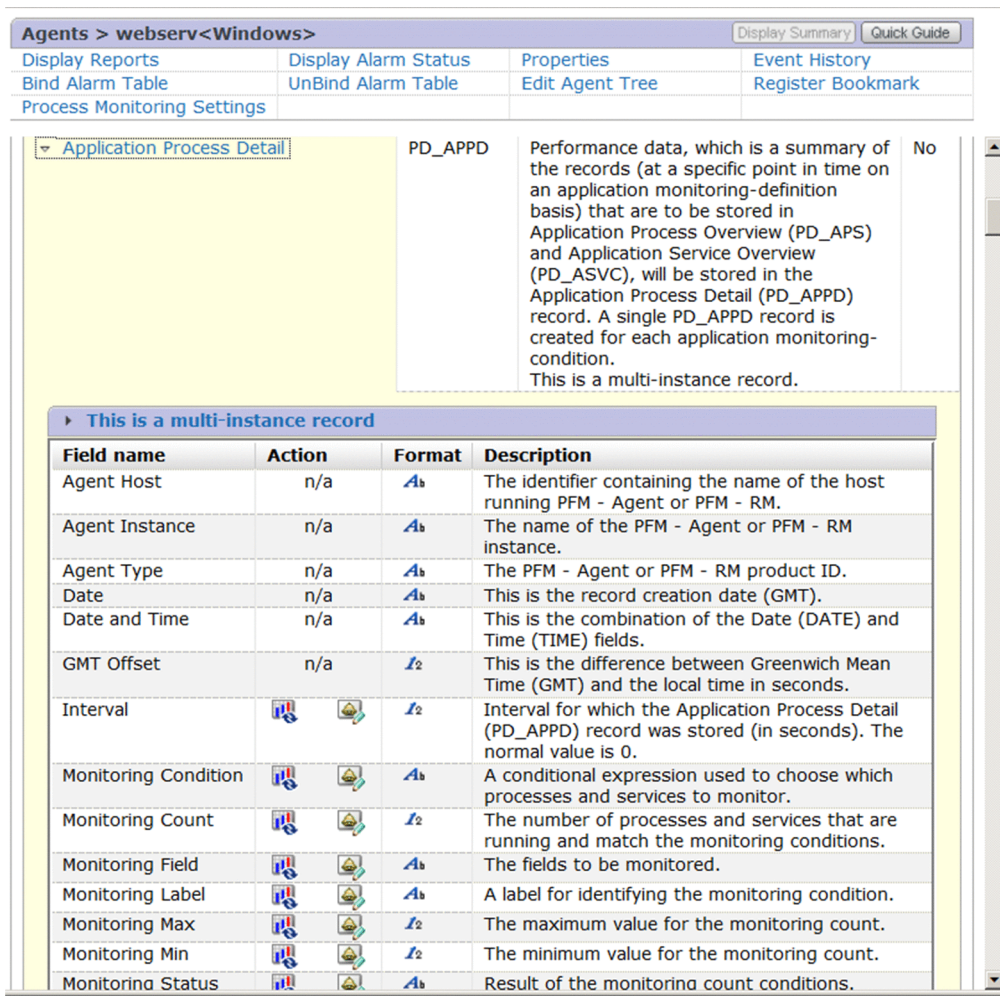 Agents > webserv<Windows>
Display Summary
Quick Guide
Display Reports
Display Alarm Status
Properties
Event History
Bind Alarm Table
UnBind Alarm Table
Edit Agent Tree
Register Bookmark
Process Monitoring Settings
Application Process Detail
PD_APPD
Performance data, which is a summary of
the records (at a specific point in time on
an application monitoring-definition
basis) that are to be stored in
Application Process Overview (PD_APS)
and Application Service Overview
(PD_ASVC), will be stored in the
Application Process Detail (PD_APPD)
record. A single PD_APPD record is
created for each application monitoring-
condition.
This is a multi-instance record.
No
This is a multi-instance record
Field name Action Format Description
Agent Host n/a Ab The identifier containing the name of the host
running PFM - Agent or PFM - RM.
Agent Instance n/a Ab The name of the PFM - Agent or PFM - RM
instance.
Agent Type n/a Ab The PFM - Agent or PFM - RM product ID.
Date n/a Ab This is the record creation date (GMT).
Date and Time n/a Ab This is the combination of the Date (DATE) and
Time (TIME) fields.
GMT Offset n/a 12 This is the difference between Greenwich Mean
Time (GMT) and the local time in seconds.
Interval 12 Interval for which the Application Process Detail
(PD_APPD) record was stored (in seconds). The
normal value is 0.
Monitoring Condition Ab A conditional expression used to choose which
processes and services to monitor.
Monitoring Count 12 The number of processes and services that are
running and match the monitoring conditions.
Monitoring Field Ab The fields to be monitored.
Monitoring Label Ab A label for identifying the monitoring condition.
Monitoring Max 12 The maximum value for the monitoring count.
Monitoring Min 12 The minimum value for the monitoring count.
Monitoring Status Ab Result of the monitoring count conditions.